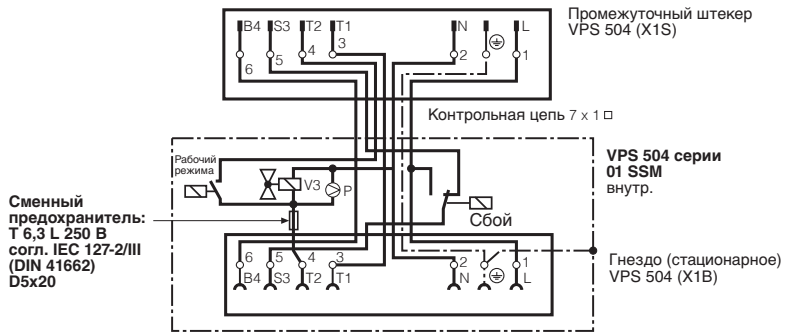 Промежуточный штекер
VPS 504 (X1S)
B4 S3 T2 T1 N L
6 5 4 3 2 1
Контрольная цепь 7 x 1 □
Рабочий
режима
V3 P
VPS 504 серии
01 SSM
внутр.
Сменный
предохранитель:
T 6,3 L 250 В
согл. IEC 127-2/III
(DIN 41662)
D5x20
Сбой
6 5 4 3 2 1
B4 S3 T2 T1 N L
Гнездо (стационарное)
VPS 504 (X1B)